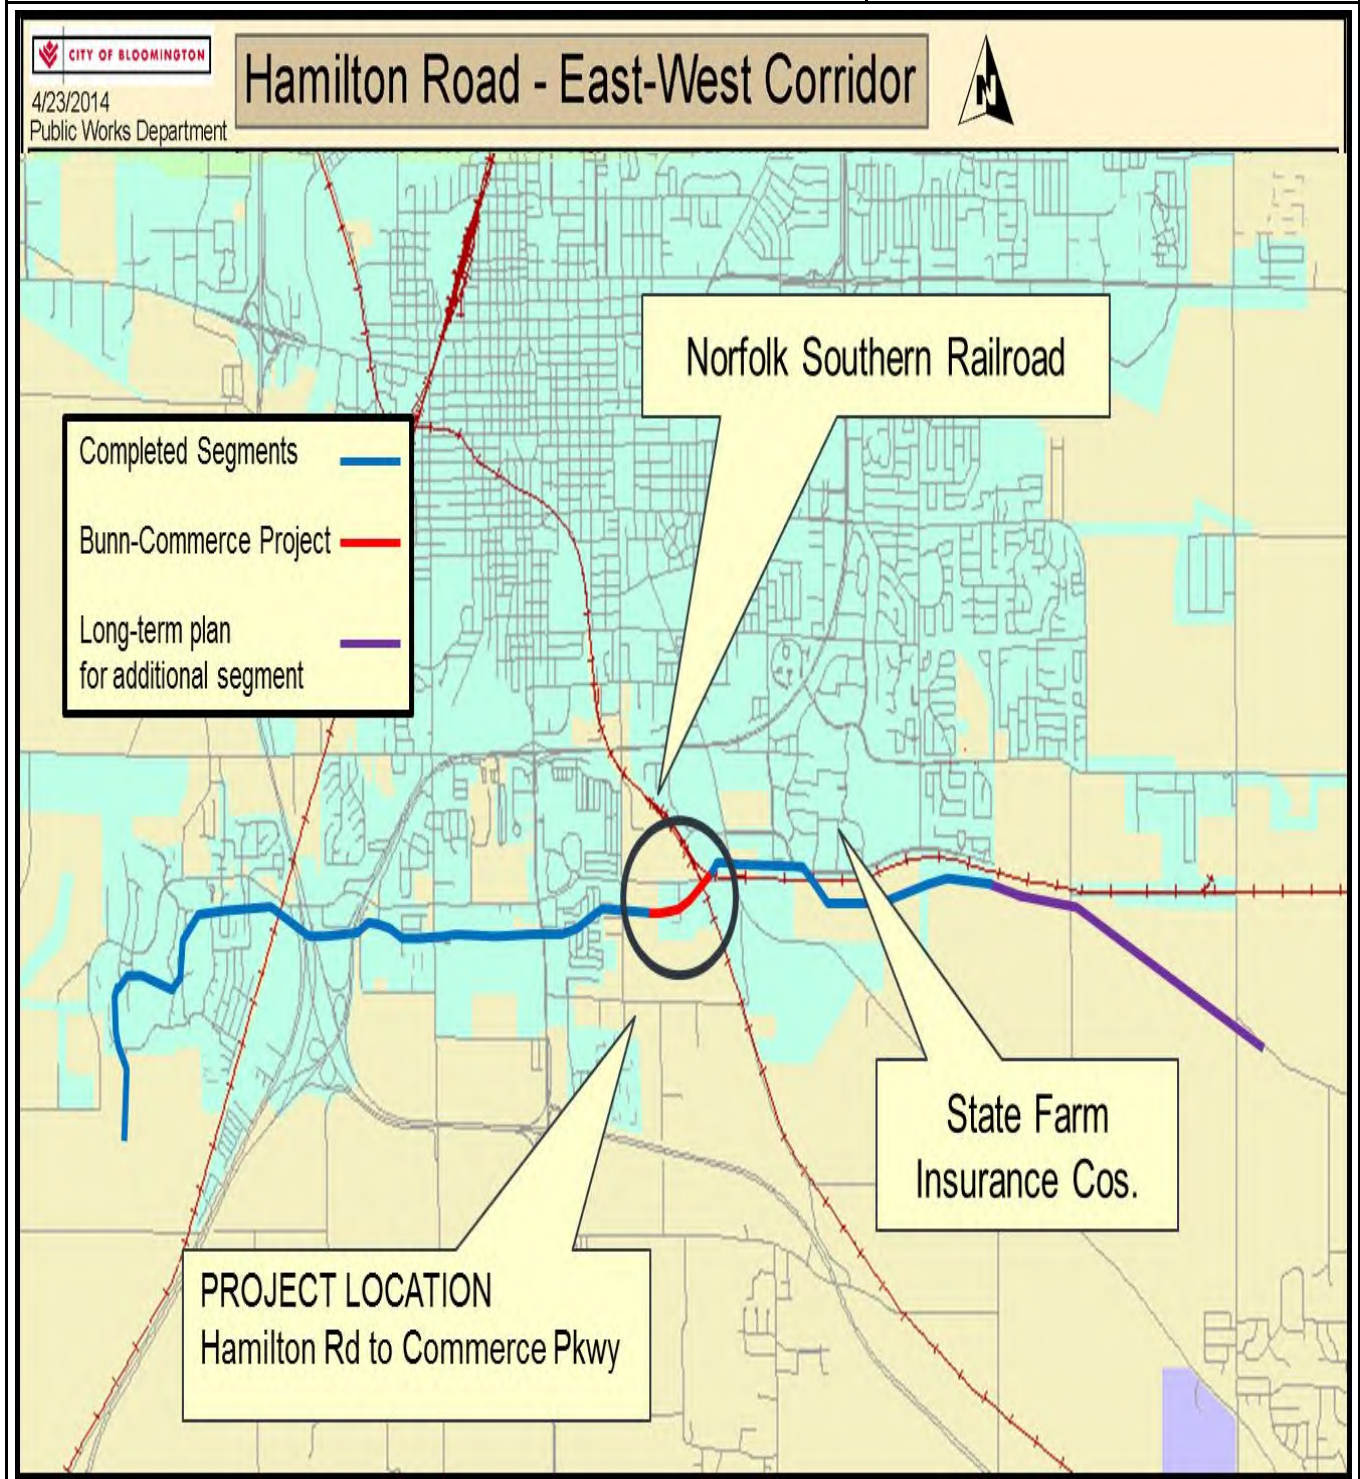 CITY OF BLOOMINGTON
4/23/2014
Public Works Department
Hamilton Road - East-West Corridor
N
Norfolk Southern Railroad
Completed Segments
Bunn-Commerce Project
Long-term plan
for additional segment
State Farm
Insurance Cos.
PROJECT LOCATION
Hamilton Rd to Commerce Pkwy